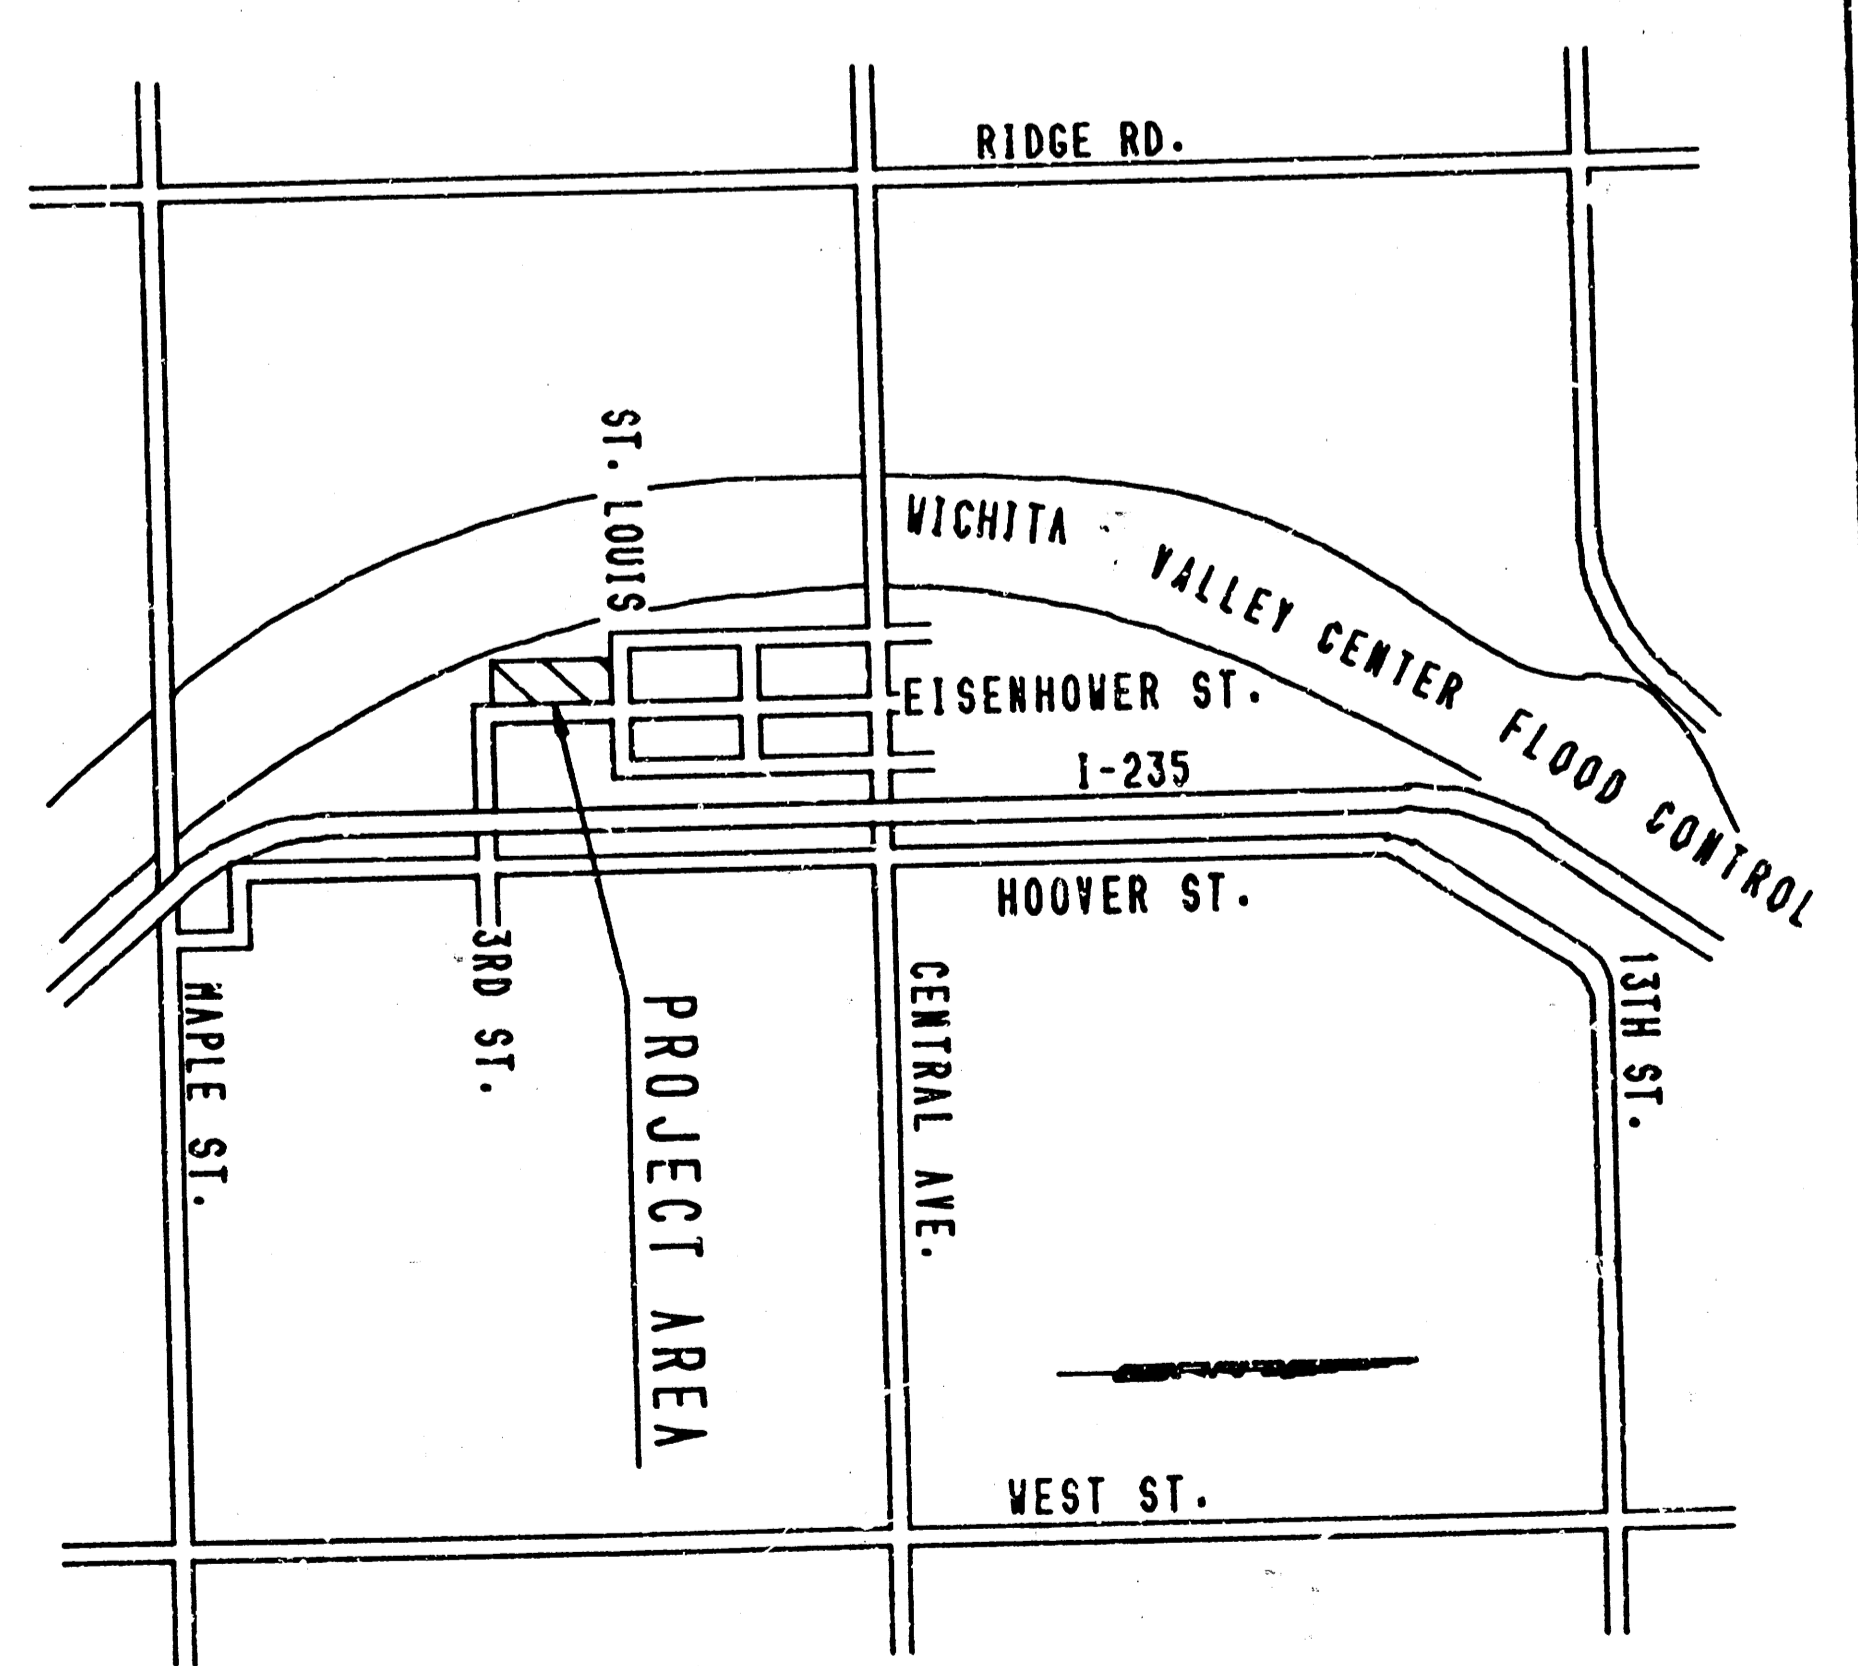 RIDGE RD.
ST. LOUIS
WICHITA VALLEY CENTER FLOOD CONTROL
EISENHOWER ST.
I-235
HOOVER ST.
3RD ST.
MAPLE ST.
PROJECT AREA
CENTRAL AVE.
13TH ST.
WEST ST.